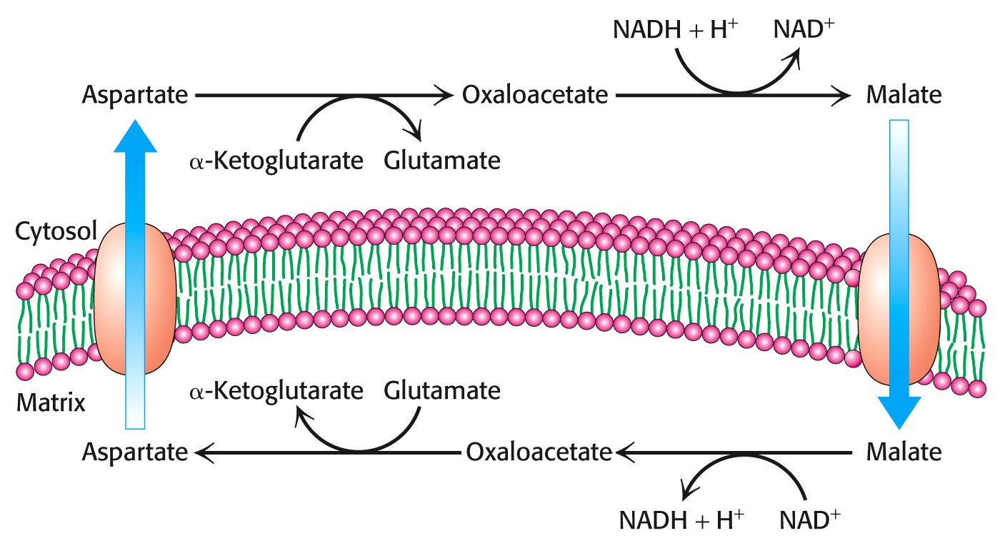 NADH + H⁺ NAD⁺
Aspartate Oxaloacetate Malate
α-Ketoglutarate Glutamate
Cytosol
α-Ketoglutarate Glutamate
Matrix
Aspartate Oxaloacetate Malate
NADH + H⁺ NAD⁺